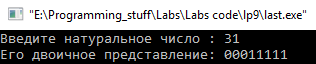 "E:\Programming_stuff\Labs\Labs code\lp9\last.exe"
Введите натуральное число : 31
Его двоичное представление: 00011111